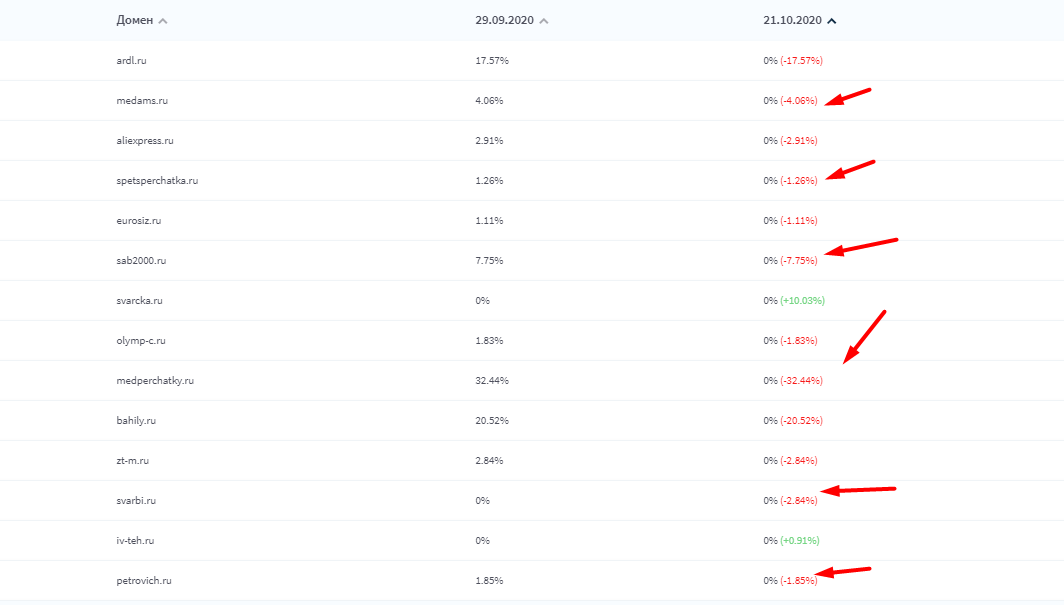 Домен 29.09.2020 21.10.2020
ardl.ru 17.57% 0% (-17.57%)
medams.ru 4.06% 0% (-4.06%)
aliexpress.ru 2.91% 0% (-2.91%)
spetsperchatka.ru 1.26% 0% (-1.26%)
eurosiz.ru 1.11% 0% (-1.11%)
sab2000.ru 7.75% 0% (-7.75%)
svarcka.ru 0% 0% (+10.03%)
olymp-c.ru 1.83% 0% (-1.83%)
medperchatky.ru 32.44% 0% (-32.44%)
bahily.ru 20.52% 0% (-20.52%)
zt-m.ru 2.84% 0% (-2.84%)
svarbi.ru 0% 0% (-2.84%)
iv-teh.ru 0% 0% (+0.91%)
petrovich.ru 1.85% 0% (-1.85%)